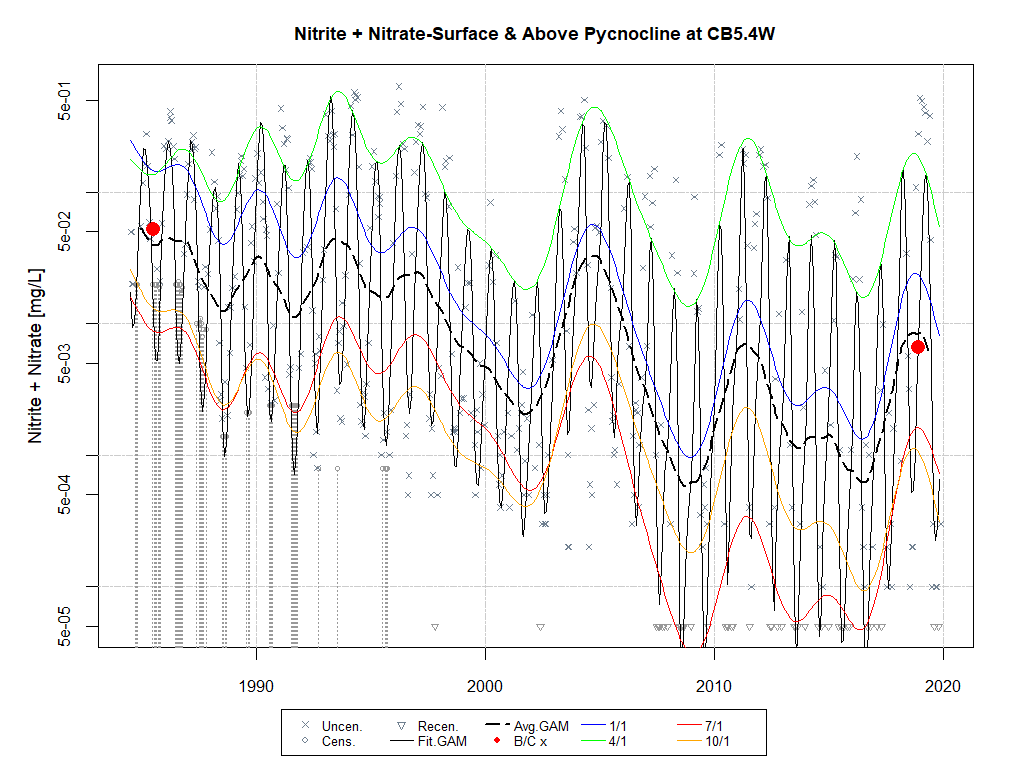 Nitrite + Nitrate-Surface & Above Pycnocline at CB5.4W
Nitrite + Nitrate [mg/L]
5e-01
5e-02
5e-03
5e-04
5e-05
1990 2000 2010 2020
Uncen. Recen. Avg.GAM 1/1 7/1
Cens. Fit.GAM B/C x 4/1 10/1